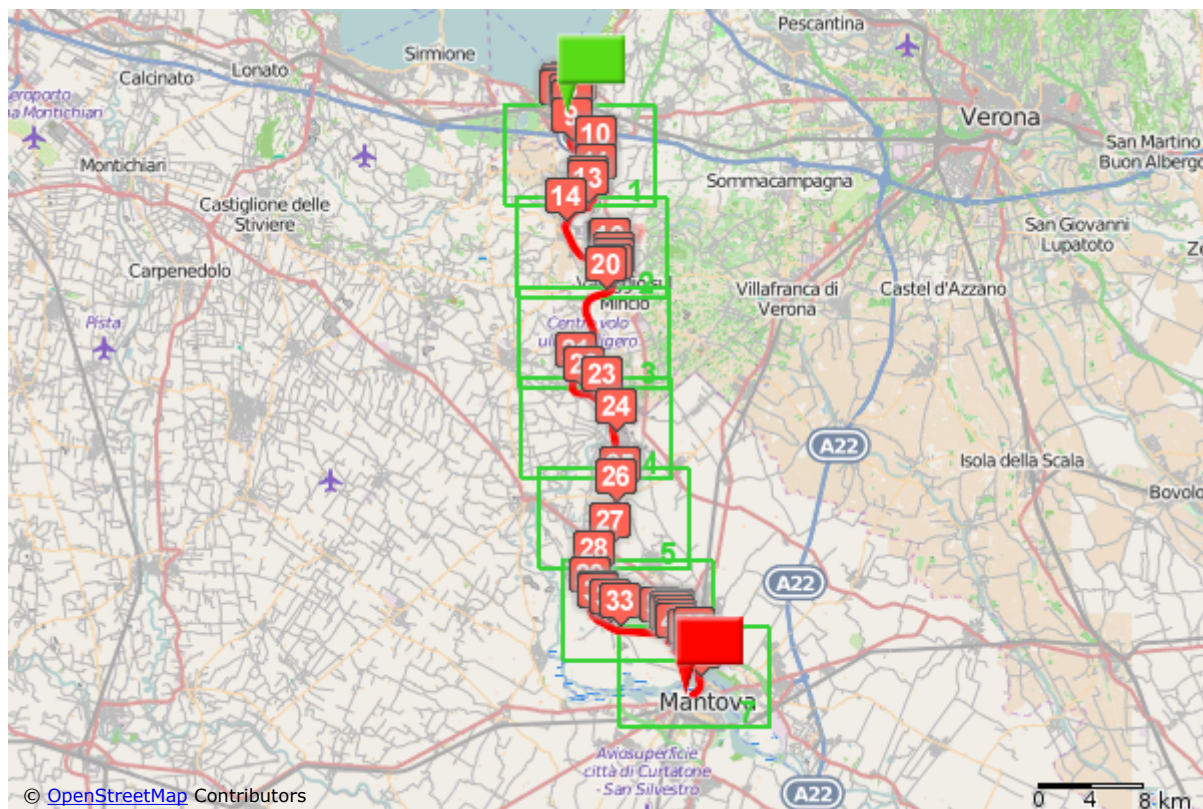 Pescantina
Sirmione
Lonato
Calcinato
Verona
Montichiari
9
10
San Martino
Buon Albergo
13
14
1
Sommacampagna
Castiglione delle
Stiviere
San Giovanni
Lupatoto
Carpenedolo
20
2
Mincio
Villafranca di
Verona
Castel d'Azzano
Pista
23
3
24
A22
Isola della Scala
4
26
27
5
28
A22
33
Mantova
7
Aviosuperficie
città di Curtatone
- San Silvestro
A22
© OpenStreetMap Contributors
0 4 8 km